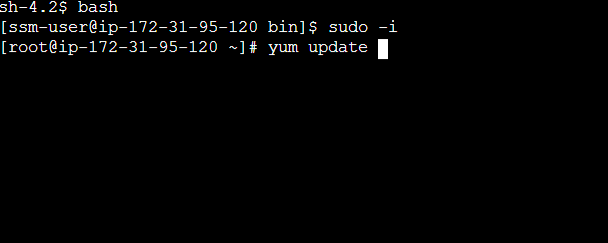 sh-4.2$ bash
[ssm-user@ip-172-31-95-120 bin]$ sudo -i
[root@ip-172-31-95-120 ~]# yum update